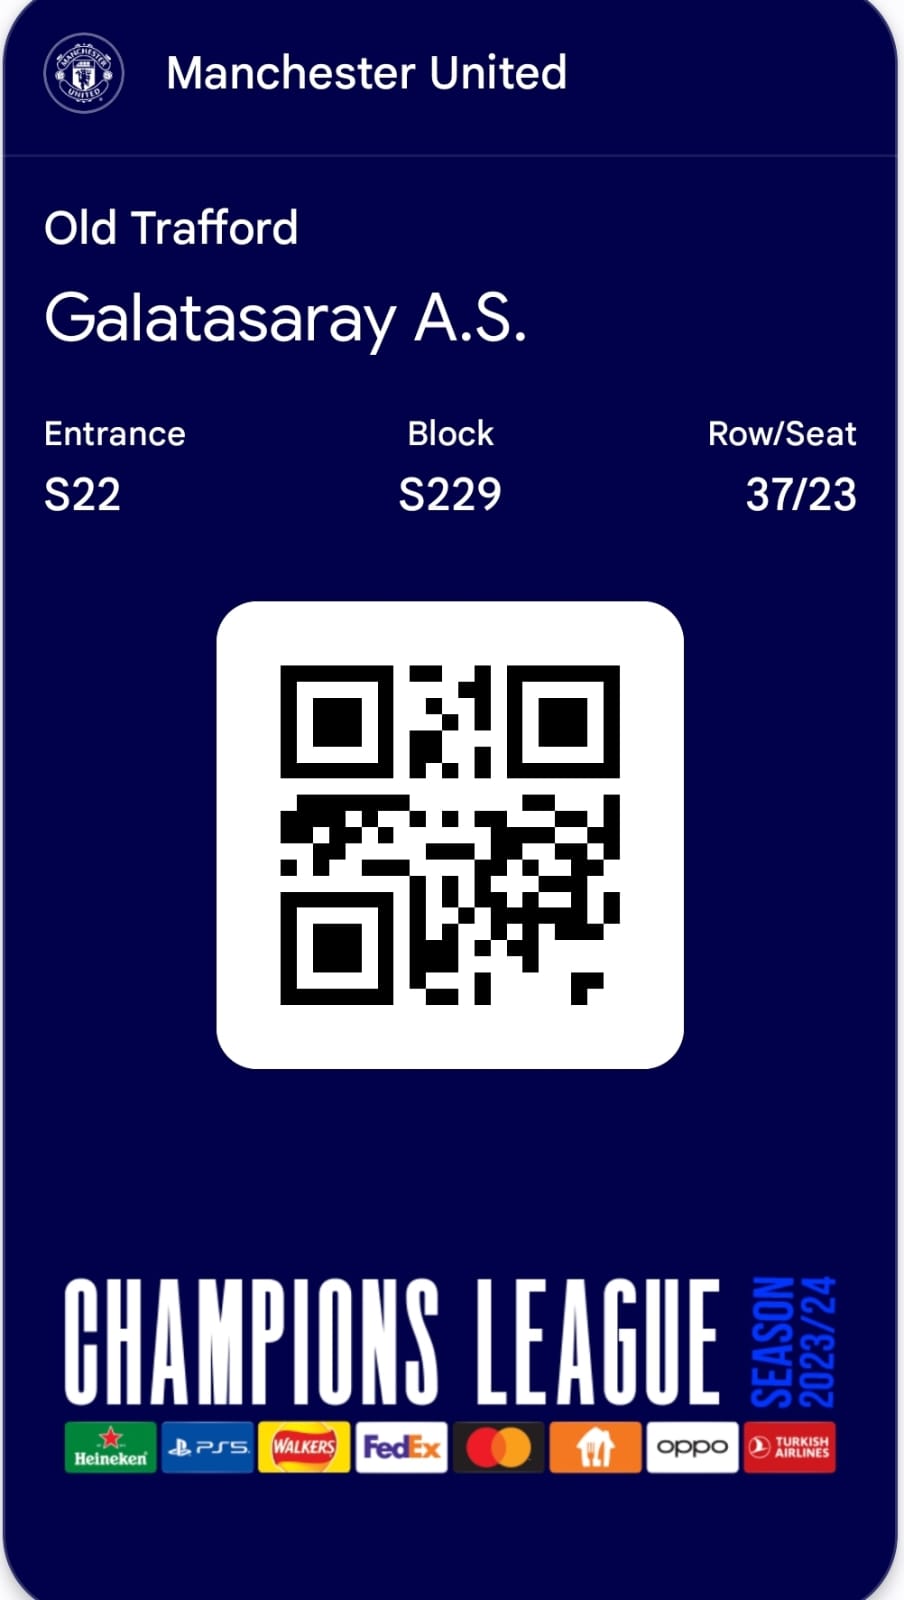 MANCHESTER
UNITED
Manchester United
Old Trafford
Galatasaray A.S.
Entrance Block Row/Seat
S22 S229 37/23
CHAMPIONS LEAGUE
SEASON
2023/24
Heineken PS5 WALKERS FedEx oppo TURKISH
AIRLINES